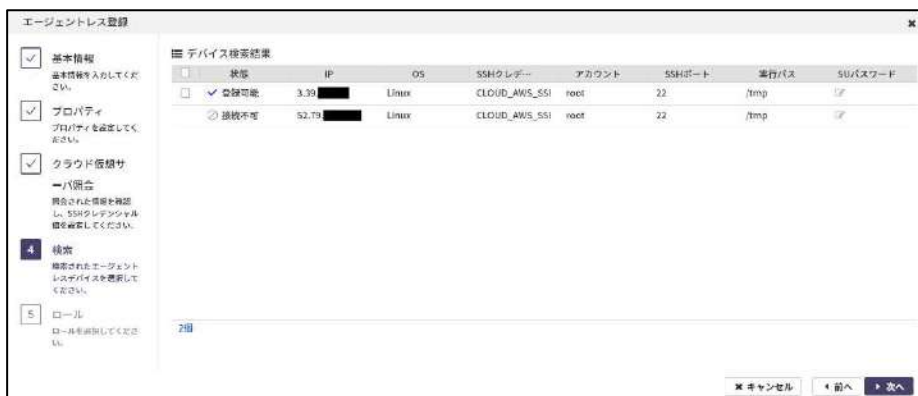 エージェントレス登録
基本情報
基本情報を入力してくだ
さい。
プロパティ
プロパティを設定してく
ださい。
クラウド仮想サ
ーバ照会
照会された情報を確認
し、SSHクレデンシャル
値を設定してください。
4 検索
検索されたエージェント
レスデバイスを選択して
ください。
5 ロール
ロールを選択してくださ
い。
デバイス検索結果
状態 IP OS SSHクレデ… アカウント SSHポート 実行パス SUパスワード
登録可能 3.39. Linux CLOUD_AWS_SSI root 22 /tmp
接続不可 52.79. Linux CLOUD_AWS_SSI root 22 /tmp
2個
キャンセル 前へ 次へ